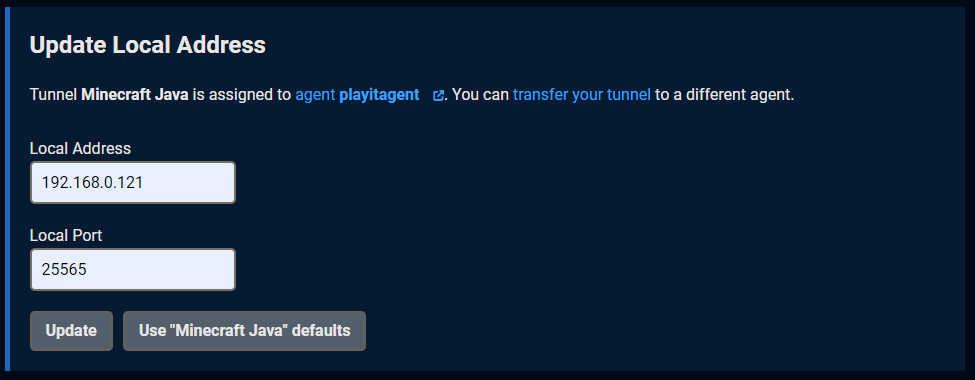 Update Local Address
Tunnel Minecraft Java is assigned to agent playitagent . You can transfer your tunnel to a different agent.
Local Address
192.168.0.121
Local Port
25565
Update Use "Minecraft Java" defaults